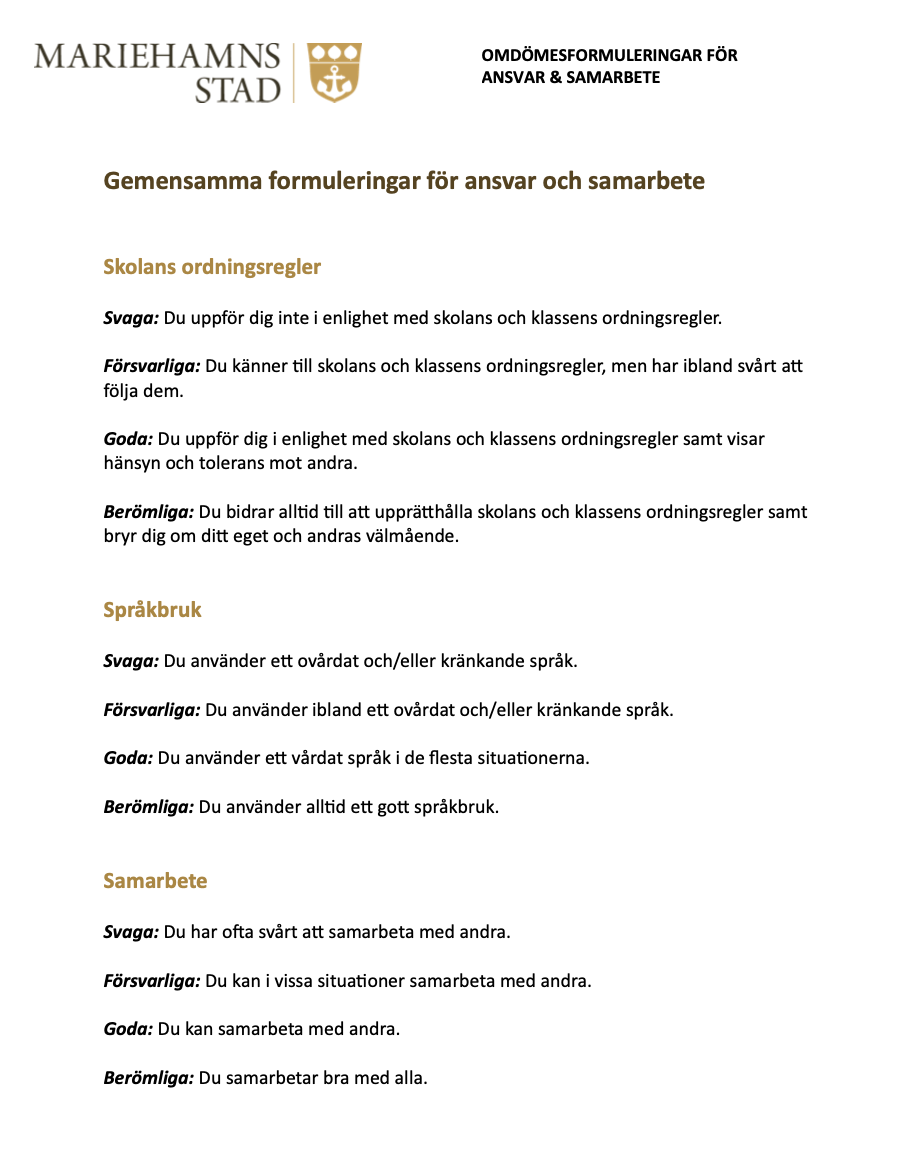 MARIEHAMNS
STAD
OMDÖMESFORMULERINGAR FÖR
ANSVAR & SAMARBETE
Gemensamma formuleringar för ansvar och samarbete
Skolans ordningsregler
Svaga: Du uppför dig inte i enlighet med skolans och klassens ordningsregler.
Försvarliga: Du känner till skolans och klassens ordningsregler, men har ibland svårt att
följa dem.
Goda: Du uppför dig i enlighet med skolans och klassens ordningsregler samt visar
hänsyn och tolerans mot andra.
Berömliga: Du bidrar alltid till att upprätthålla skolans och klassens ordningsregler samt
bryr dig om ditt eget och andras välmående.
Språkbruk
Svaga: Du använder ett ovårdat och/eller kränkande språk.
Försvarliga: Du använder ibland ett ovårdat och/eller kränkande språk.
Goda: Du använder ett vårdat språk i de flesta situationerna.
Berömliga: Du använder alltid ett gott språkbruk.
Samarbete
Svaga: Du har ofta svårt att samarbeta med andra.
Försvarliga: Du kan i vissa situationer samarbeta med andra.
Goda: Du kan samarbeta med andra.
Berömliga: Du samarbetar bra med alla.